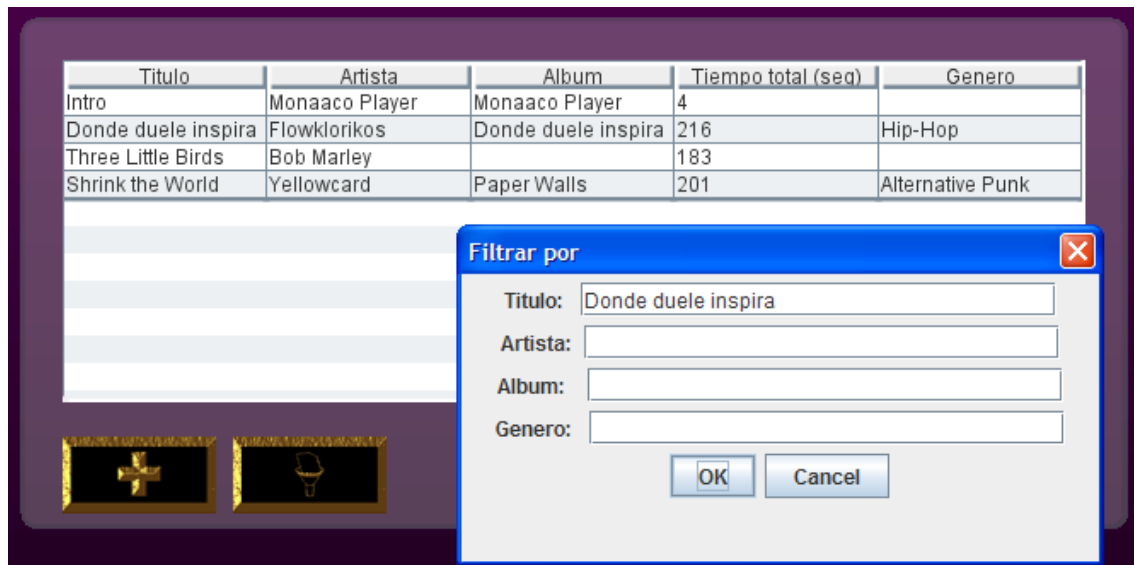 Titulo Artista Album Tiempo total (seg) Genero
Intro Monaaco Player Monaaco Player 4
Donde duele inspira Flowklorikos Donde duele inspira 216 Hip-Hop
Three Little Birds Bob Marley 183
Shrink the World Yellowcard Paper Walls 201 Alternative Punk
Filtrar por
Titulo: Donde duele inspira
Artista:
Album:
Genero:
OK Cancel